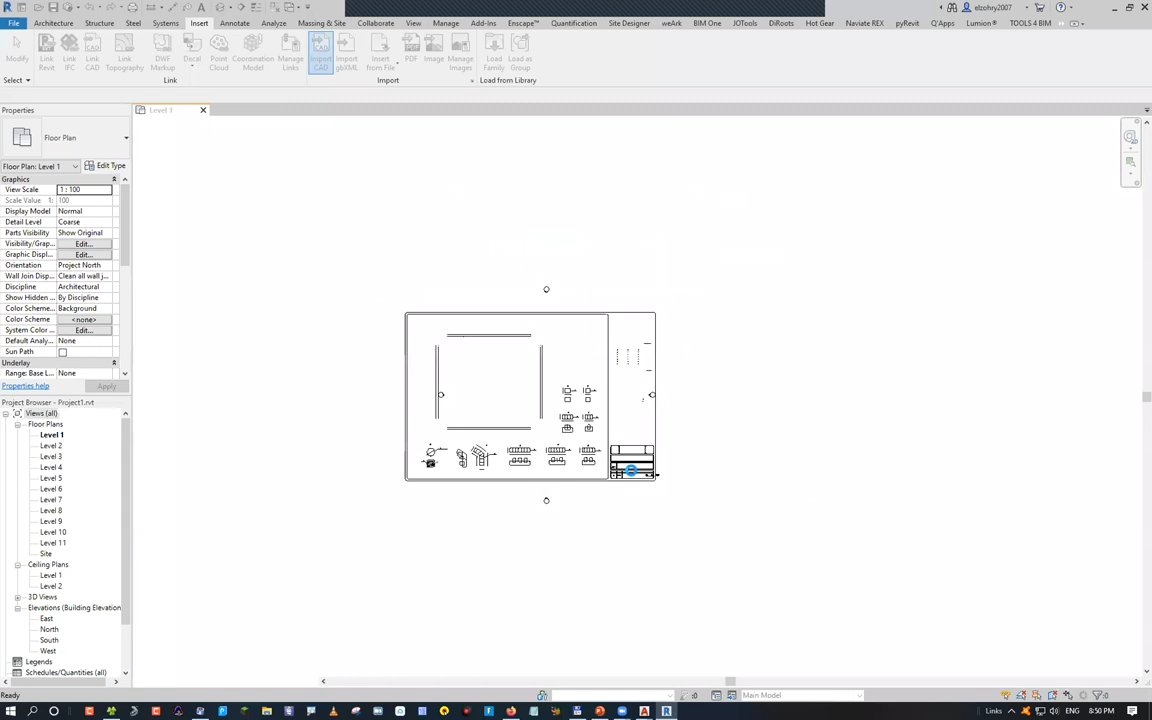 elzohry2007
File Architecture Structure Steel Systems Insert Annotate Analyze Massing & Site Collaborate View Manage Add-Ins Enscape™ Quantification Site Designer weArk BIM One JOTools DiRoots Hot Gear Naviate REX pyRevit Q'Apps Lumion® TOOLS 4 BIM
Modify
Link Revit
Link IFC
Link CAD
Link Topography
DWF Markup
Decal
Point Cloud
Coordination Model
Manage Links
Import CAD
Import gbXML
Insert from File
PDF
Image
Manage Images
Load Family
Load as Group
Select Link Import Load from Library
Properties
Level 1
Floor Plan
Floor Plan: Level 1 Edit Type
Graphics
View Scale 1 : 100
Scale Value 1: 100
Display Model Normal
Detail Level Coarse
Parts Visibility Show Original
Visibility/Grap... Edit...
Graphic Displ... Edit...
Orientation Project North
Wall Join Disp... Clean all wall j...
Discipline Architectural
Show Hidden ... By Discipline
Color Scheme... Background
Color Scheme <none>
System Color ... Edit...
Default Analy... None
Sun Path
Underlay
Range: Base L... None
Properties help Apply
Project Browser - Project1.rvt
Views (all)
Floor Plans
Level 1
Level 2
Level 3
Level 4
Level 5
Level 6
Level 7
Level 8
Level 9
Level 10
Level 11
Site
Ceiling Plans
Level 1
Level 2
3D Views
Elevations (Building Elevation
East
North
South
West
Legends
Schedules/Quantities (all)
Ready :0 Main Model :0
Links ENG 8:50 PM